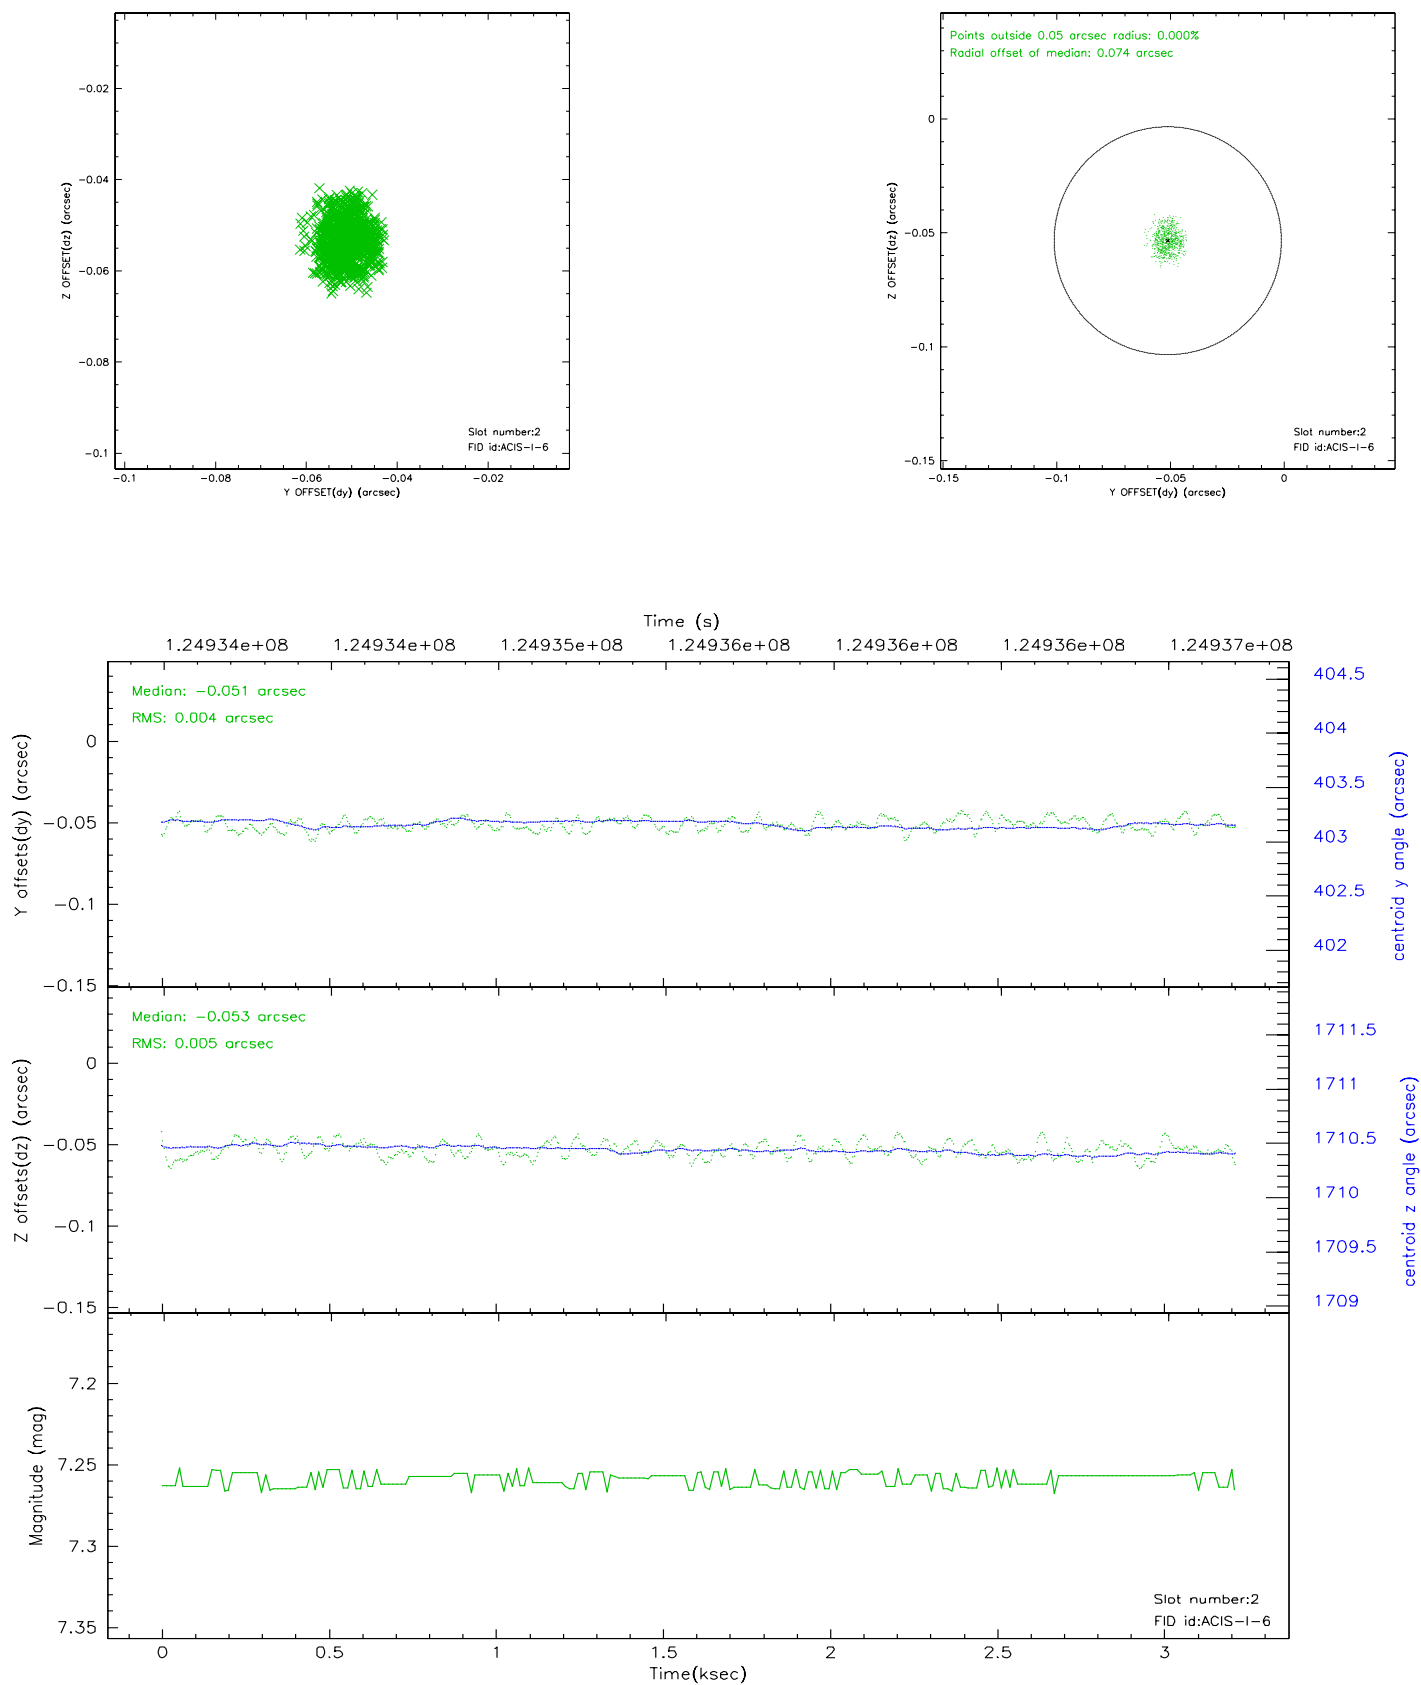 -0.02
-0.04
-0.06
-0.08
-0.1
Z OFFSET(dz) (arcsec)
Slot number:2
FID id:ACIS-I-6
-0.1 -0.08 -0.06 -0.04 -0.02
Y OFFSET(dy) (arcsec)
Points outside 0.05 arcsec radius: 0.000%
Radial offset of median: 0.074 arcsec
0
-0.05
-0.1
-0.15
Z OFFSET(dz) (arcsec)
Slot number:2
FID id:ACIS-I-6
-0.15 -0.1 -0.05 0
Y OFFSET(dy) (arcsec)
Time (s)
1.24934e+08 1.24934e+08 1.24935e+08 1.24936e+08 1.24936e+08 1.24936e+08 1.24937e+08
Median: -0.051 arcsec
RMS: 0.004 arcsec
0
-0.05
-0.1
-0.15
Y offsets(dy) (arcsec)
404.5
404
403.5
403
402.5
402
centroid y angle (arcsec)
Median: -0.053 arcsec
RMS: 0.005 arcsec
0
-0.05
-0.1
-0.15
Z offsets(dz) (arcsec)
1711.5
1711
1710.5
1710
1709.5
1709
centroid z angle (arcsec)
7.2
7.25
7.3
7.35
Magnitude (mag)
Slot number:2
FID id:ACIS-I-6
0 0.5 1 1.5 2 2.5 3
Time(ksec)